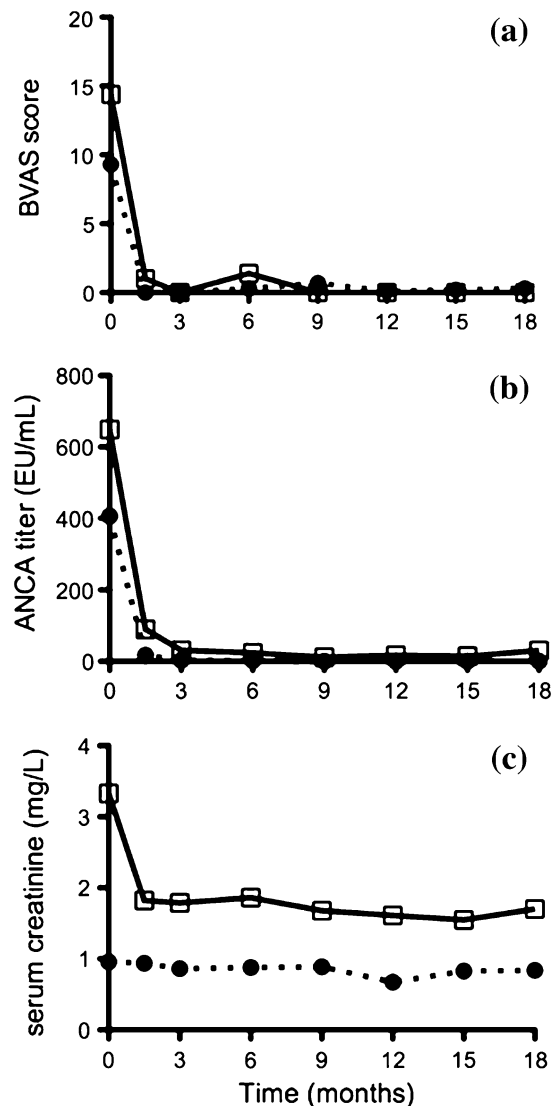 (a)
BVAS score
20
15
10
5
0
0 3 6 9 12 15 18
(b)
ANCA titer (EU/mL)
800
600
400
200
0
0 3 6 9 12 15 18
(c)
serum creatinine (mg/L)
4
3
2
1
0
0 3 6 9 12 15 18
Time (months)